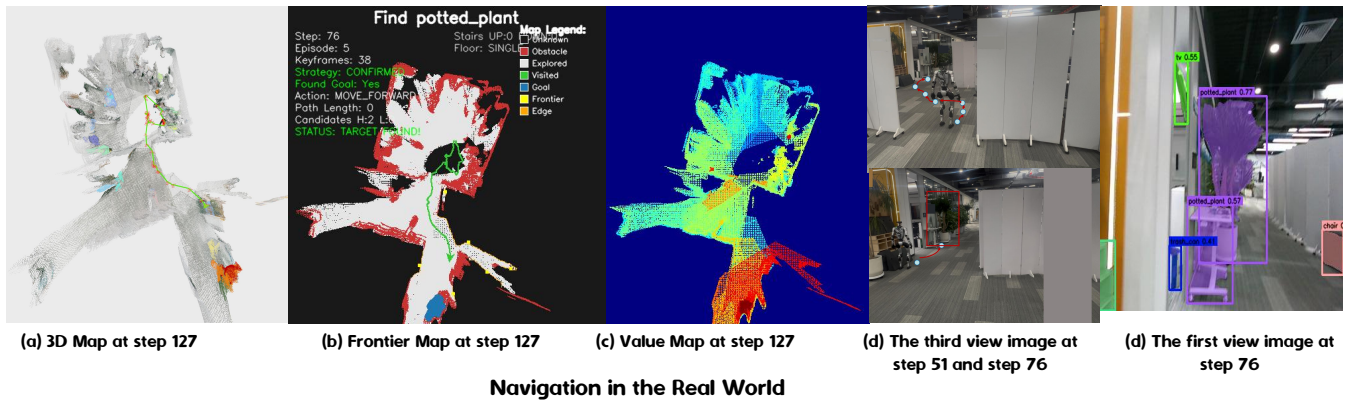 Find potted_plant
Step: 76
Episode: 5
Keyframes: 38
Strategy: CONFIRMED
Found Goal: Yes
Action: MOVE_FORWARD
Path Length: 0
Candidates H:2 L:
STATUS: TARGET FOUND!
Stairs UP:0
Floor: SINGLE
Map Legend:
Unknown
Obstacle
Explored
Visited
Goal
Frontier
Edge
tv 0.55
potted_plant 0.77
potted_plant 0.57
trash_can 0.41
chair
(a) 3D Map at step 127
(b) Frontier Map at step 127
(c) Value Map at step 127
(d) The third view image at
step 51 and step 76
(d) The first view image at
step 76
Navigation in the Real World